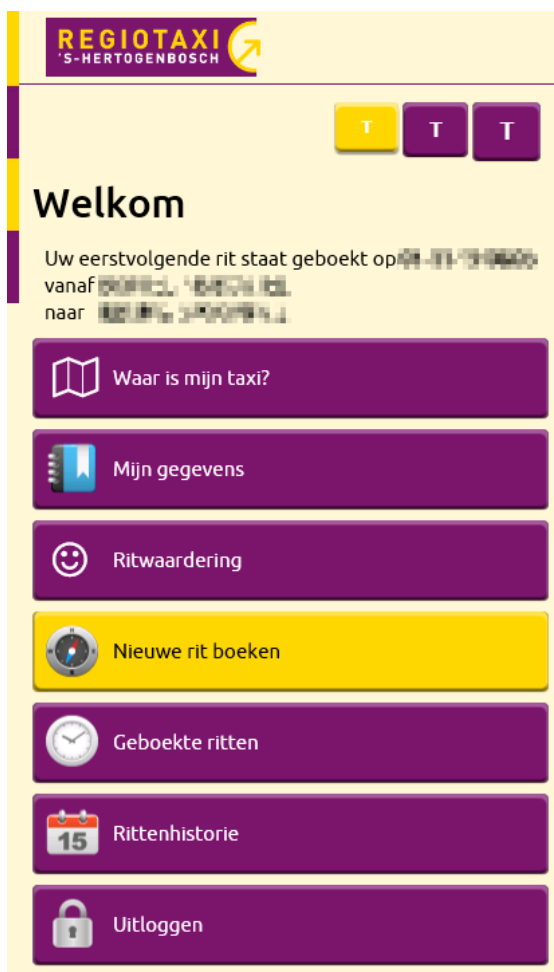 REGIOTAXI
'S-HERTOGENBOSCH
T T T
Welkom
Uw eerstvolgende rit staat geboekt op
vanaf
naar
Waar is mijn taxi?
Mijn gegevens
Ritwaardering
Nieuwe rit boeken
Geboekte ritten
15 Rittenhistorie
Uitloggen